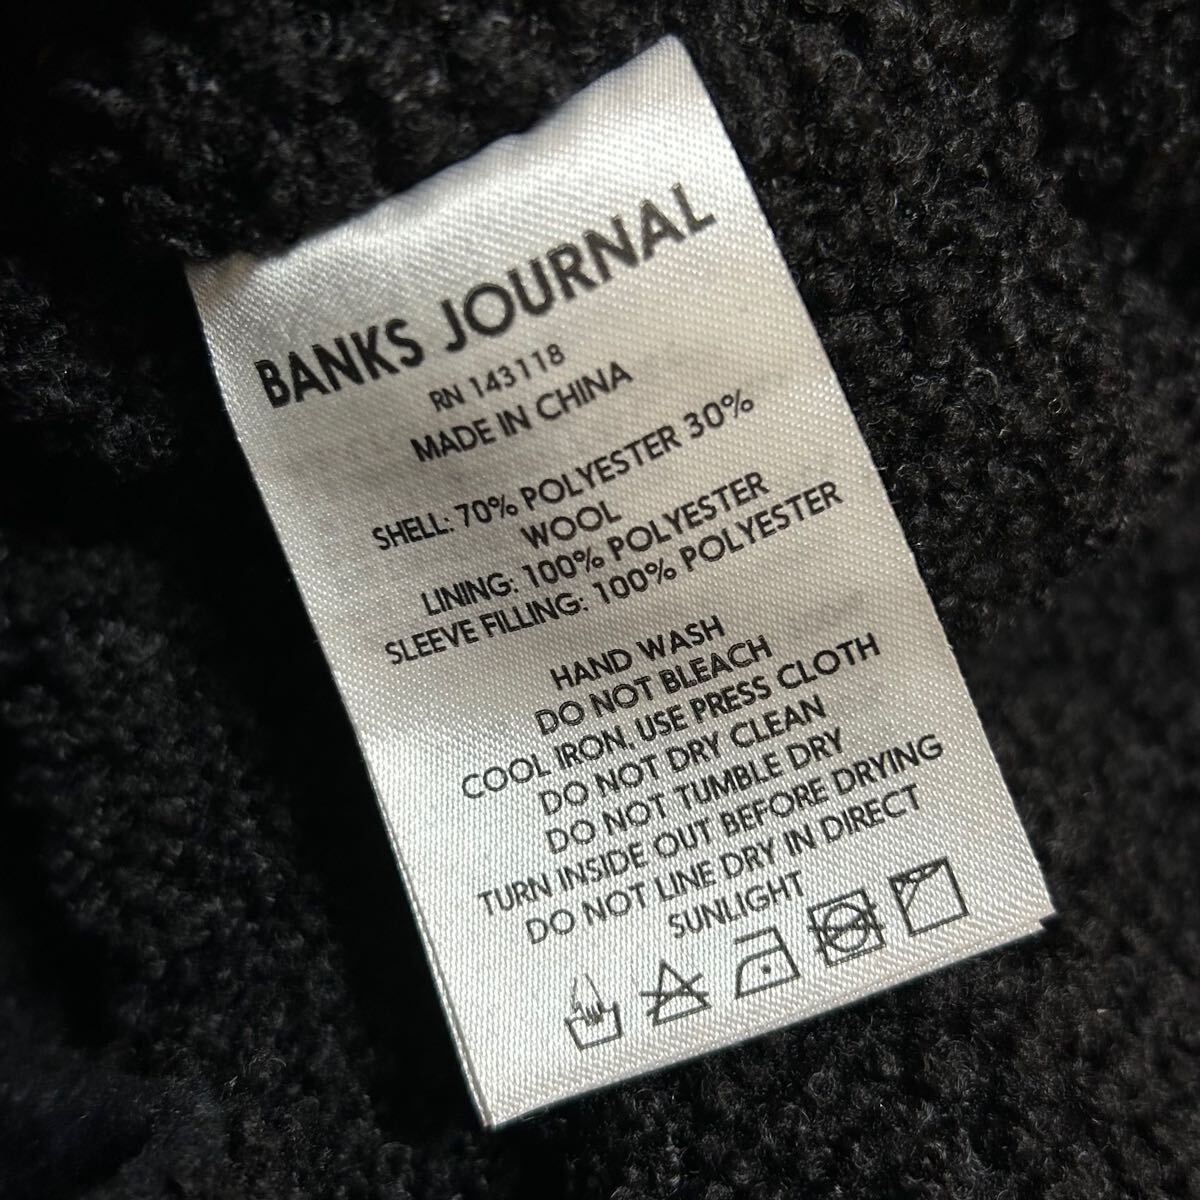 BANKS JOURNAL
RN 143118
MADE IN CHINA
SHELL: 70% POLYESTER 30%
WOOL
LINING: 100% POLYESTER
SLEEVE FILLING: 100% POLYESTER
HAND WASH
DO NOT BLEACH
COOL IRON, USE PRESS CLOTH
DO NOT DRY CLEAN
DO NOT TUMBLE DRY
TURN INSIDE OUT BEFORE DRYING
DO NOT LINE DRY IN DIRECT
SUNLIGHT